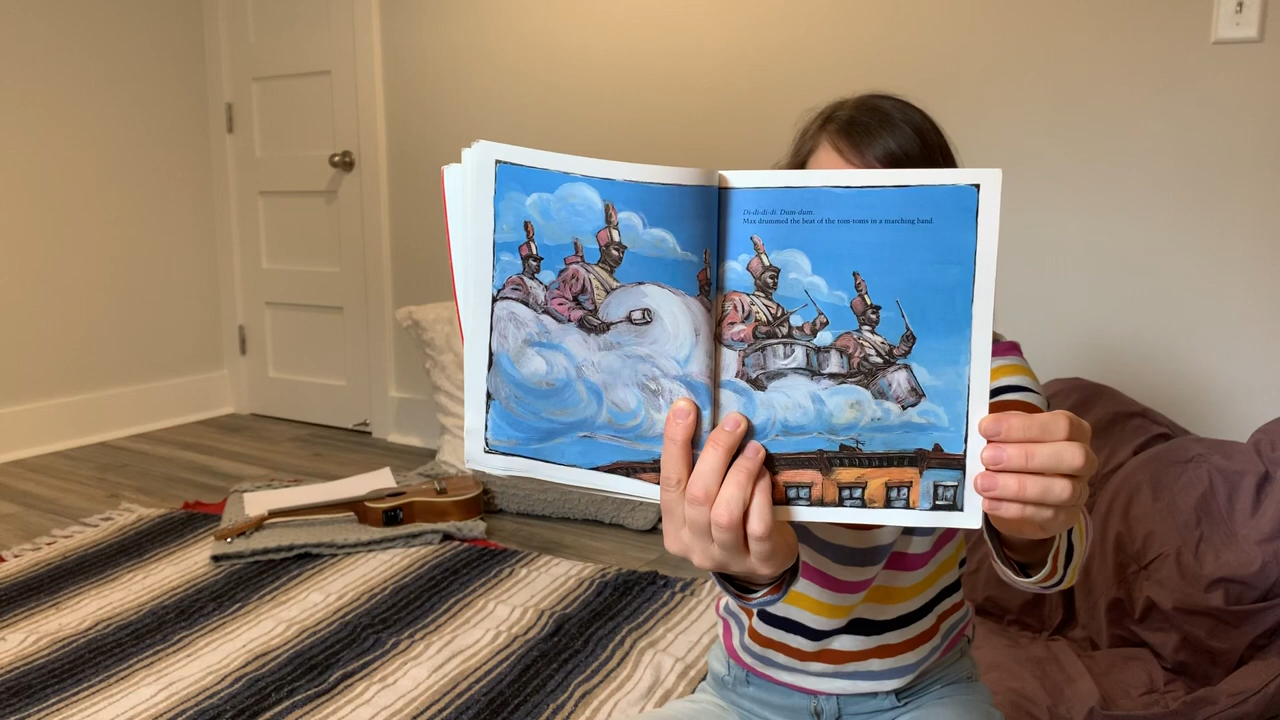 Di-di-di-di. Dum-dum.
Max drummed the beat of the tom-toms in a marching band.